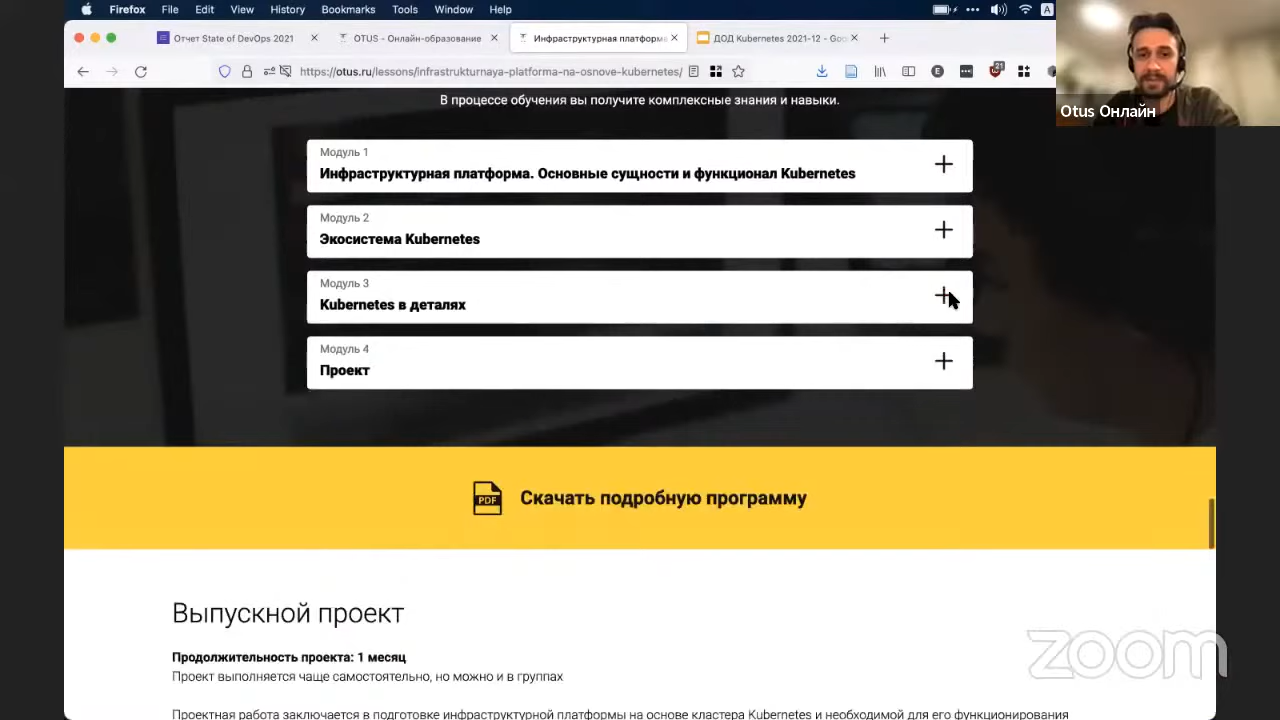 Firefox File Edit View History Bookmarks Tools Window Help
Отчет State of DevOps 2021
OTUS - Онлайн-образование
Инфраструктурная платформа
ДОД Kubernetes 2021-12 - Goo
https://otus.ru/lessons/infrastrukturnaya-platforma-na-osnove-kubernetes/
21
E
A
Otus Онлайн
В процессе обучения вы получите комплексные знания и навыки.
Модуль 1
Инфраструктурная платформа. Основные сущности и функционал Kubernetes
Модуль 2
Экосистема Kubernetes
Модуль 3
Kubernetes в деталях
Модуль 4
Проект
PDF
Скачать подробную программу
Выпускной проект
Продолжительность проекта: 1 месяц
Проект выполняется чаще самостоятельно, но можно и в группах
Проектная работа заключается в подготовке инфраструктурной платформы на основе кластера Kubernetes и необходимой для его функционирования
zoom